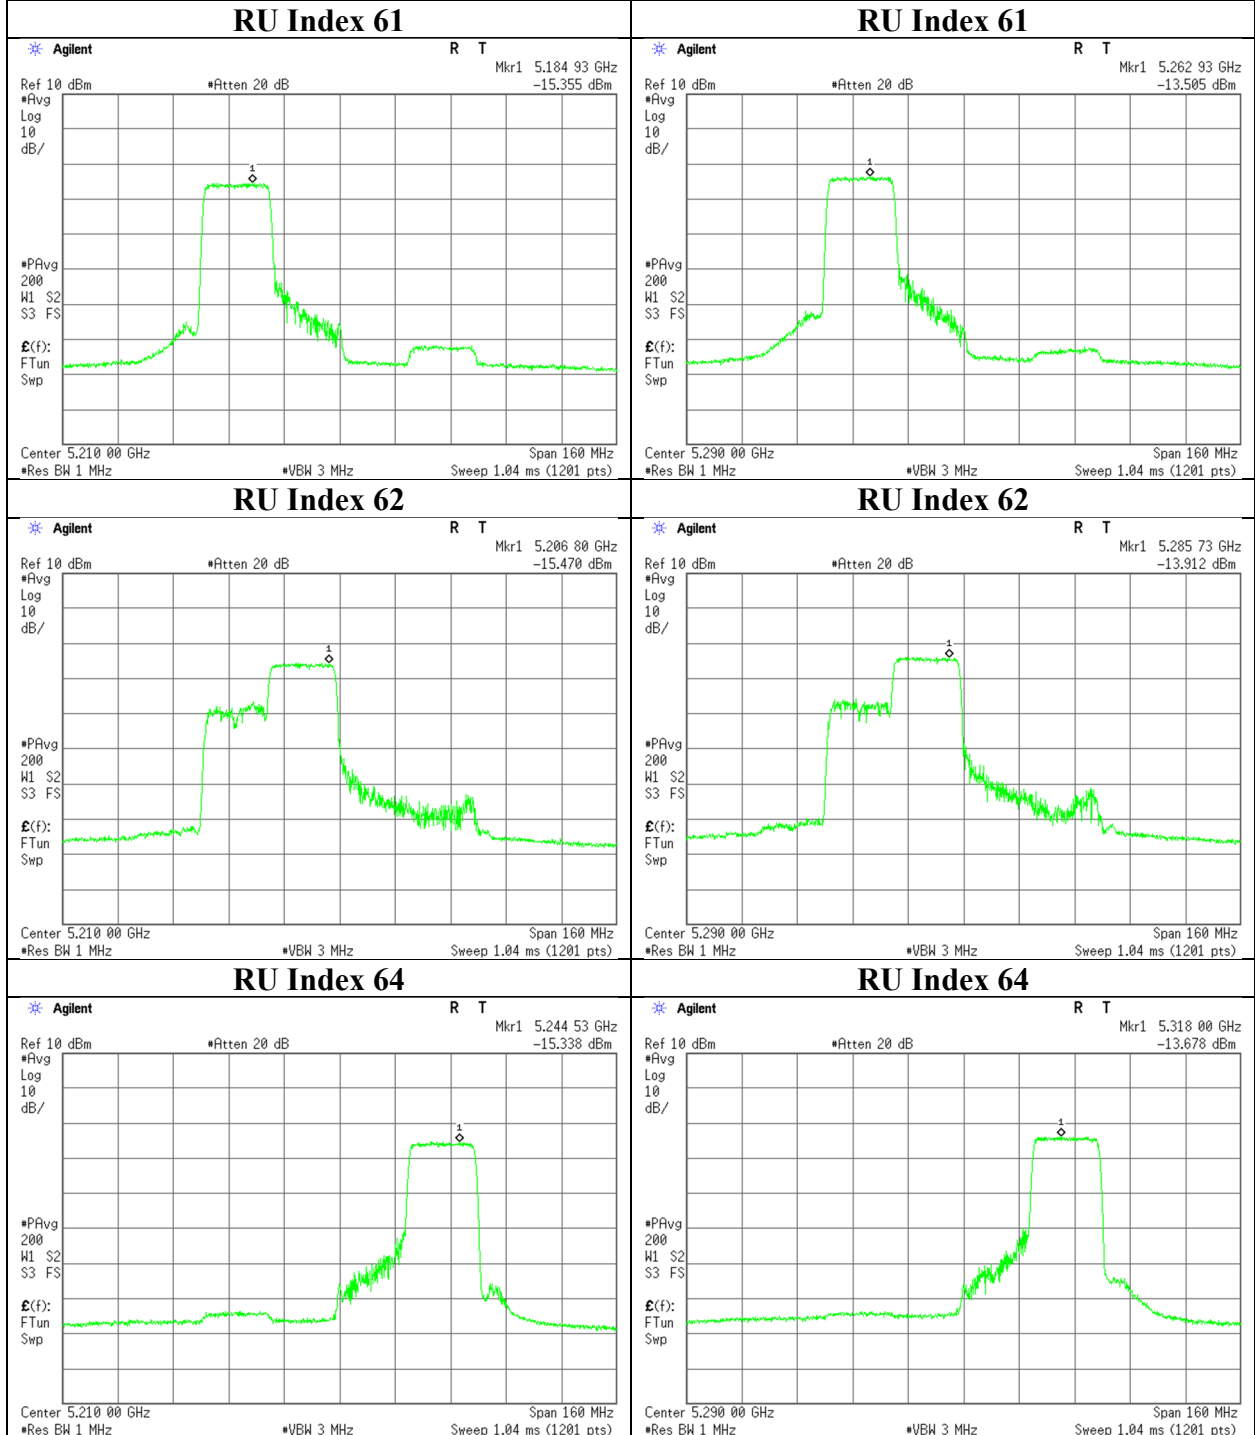 RU Index 61
Agilent
R T
Mkr1 5.184 93 GHz
Ref 10 dBm #Atten 20 dB -15.355 dBm
#Avg
Log
10
dB/
1
#PAvg
200
W1 S2
S3 FS
£(f):
FTun
Swp
Center 5.210 00 GHz Span 160 MHz
#Res BW 1 MHz #VBW 3 MHz Sweep 1.04 ms (1201 pts)
RU Index 61
Agilent
R T
Mkr1 5.262 93 GHz
Ref 10 dBm #Atten 20 dB -13.505 dBm
#Avg
Log
10
dB/
1
#PAvg
200
W1 S2
S3 FS
£(f):
FTun
Swp
Center 5.290 00 GHz Span 160 MHz
#Res BW 1 MHz #VBW 3 MHz Sweep 1.04 ms (1201 pts)
RU Index 62
Agilent
R T
Mkr1 5.206 80 GHz
Ref 10 dBm #Atten 20 dB -15.470 dBm
#Avg
Log
10
dB/
1
#PAvg
200
W1 S2
S3 FS
£(f):
FTun
Swp
Center 5.210 00 GHz Span 160 MHz
#Res BW 1 MHz #VBW 3 MHz Sweep 1.04 ms (1201 pts)
RU Index 62
Agilent
R T
Mkr1 5.285 73 GHz
Ref 10 dBm #Atten 20 dB -13.912 dBm
#Avg
Log
10
dB/
1
#PAvg
200
W1 S2
S3 FS
£(f):
FTun
Swp
Center 5.290 00 GHz Span 160 MHz
#Res BW 1 MHz #VBW 3 MHz Sweep 1.04 ms (1201 pts)
RU Index 64
Agilent
R T
Mkr1 5.244 53 GHz
Ref 10 dBm #Atten 20 dB -15.338 dBm
#Avg
Log
10
dB/
1
#PAvg
200
W1 S2
S3 FS
£(f):
FTun
Swp
Center 5.210 00 GHz Span 160 MHz
#Res BW 1 MHz #VBW 3 MHz Sweep 1.04 ms (1201 pts)
RU Index 64
Agilent
R T
Mkr1 5.318 00 GHz
Ref 10 dBm #Atten 20 dB -13.678 dBm
#Avg
Log
10
dB/
1
#PAvg
200
W1 S2
S3 FS
£(f):
FTun
Swp
Center 5.290 00 GHz Span 160 MHz
#Res BW 1 MHz #VBW 3 MHz Sweep 1.04 ms (1201 pts)